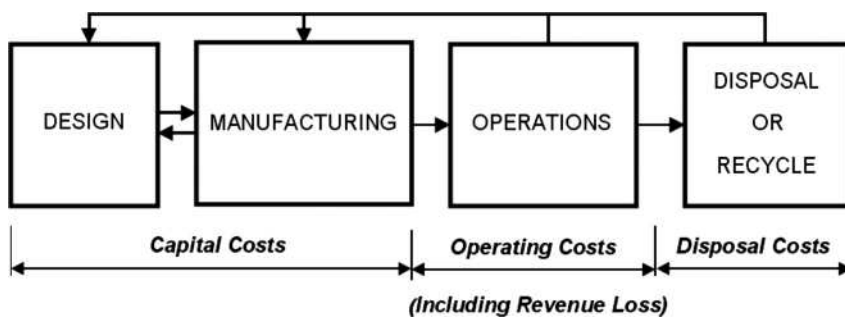 DESIGN
MANUFACTURING
OPERATIONS
DISPOSAL
OR
RECYCLE
Capital Costs
Operating Costs
Disposal Costs
(Including Revenue Loss)